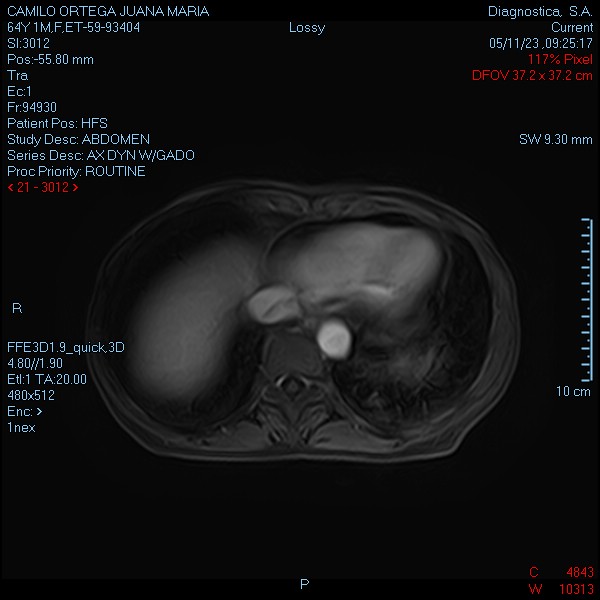 CAMILO ORTEGA JUANA MARIA
64Y 1M,F,ET-59-93404
SI:3012
Pos:-55.80 mm
Tra
Ec:1
Fr:94930
Patient Pos: HFS
Study Desc: ABDOMEN
Series Desc: AX DYN W/GADO
Proc Priority: ROUTINE
< 21 - 3012 >
Lossy
Diagnostica, S.A.
Current
05/11/23 ,09:25:17
117% Pixel
DFOV 37.2 x 37.2 cm
SW 9.30 mm
R
FFE3D1.9_quick,3D
4.80//1.90
Etl:1 TA:20.00
480x512
Enc: >
1nex
10 cm
P
C 4843
W 10313